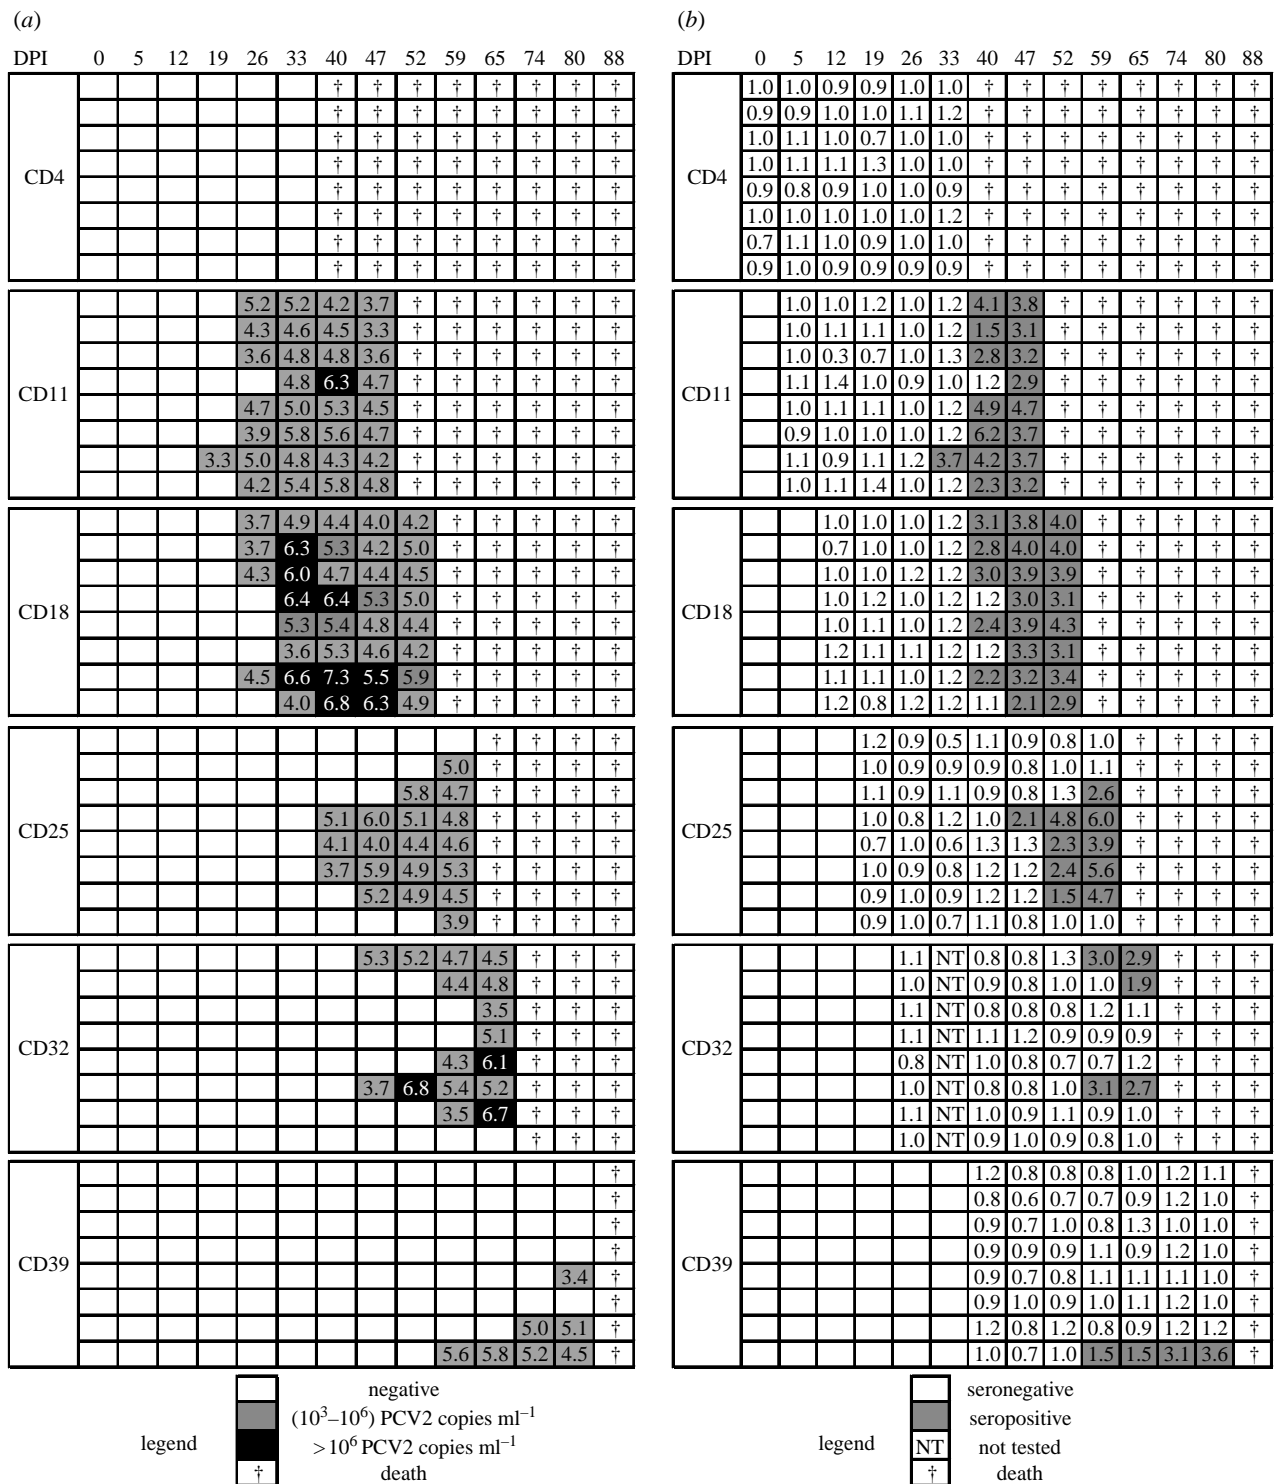 (a) (b)
DPI 0 5 12 19 26 33 40 47 52 59 65 74 80 88 DPI 0 5 12 19 26 33 40 47 52 59 65 74 80 88
† † † † † † † † 1.0 1.0 0.9 0.9 1.0 1.0 † † † † † † † †
† † † † † † † † 0.9 0.9 1.0 1.0 1.1 1.2 † † † † † † † †
† † † † † † † † 1.0 1.1 1.0 0.7 1.0 1.0 † † † † † † † †
† † † † † † † † 1.0 1.1 1.1 1.3 1.0 1.0 † † † † † † † †
CD4 CD4
† † † † † † † † 0.9 0.8 0.9 1.0 1.0 0.9 † † † † † † † †
† † † † † † † † 1.0 1.0 1.0 1.0 1.0 1.2 † † † † † † † †
† † † † † † † † 0.7 1.1 1.0 0.9 1.0 1.0 † † † † † † † †
† † † † † † † † 0.9 1.0 0.9 0.9 0.9 0.9 † † † † † † † †
5.2 5.2 4.2 3.7 † † † † † † 1.0 1.0 1.2 1.0 1.2 4.1 3.8 † † † † † †
4.3 4.6 4.5 3.3 † † † † † † 1.0 1.1 1.1 1.0 1.2 1.5 3.1 † † † † † †
3.6 4.8 4.8 3.6 † † † † † † 1.0 0.3 0.7 1.0 1.3 2.8 3.2 † † † † † †
4.8 6.3 4.7 † † † † † † 1.1 1.4 1.0 0.9 1.0 1.2 2.9 † † † † † †
CD11 CD11
4.7 5.0 5.3 4.5 † † † † † † 1.0 1.1 1.1 1.0 1.2 4.9 4.7 † † † † † †
3.9 5.8 5.6 4.7 † † † † † † 0.9 1.0 1.0 1.0 1.2 6.2 3.7 † † † † † †
3.3 5.0 4.8 4.3 4.2 † † † † † † 1.1 0.9 1.1 1.2 3.7 4.2 3.7 † † † † † †
4.2 5.4 5.8 4.8 † † † † † † 1.0 1.1 1.4 1.0 1.2 2.3 3.2 † † † † † †
3.7 4.9 4.4 4.0 4.2 † † † † † 1.0 1.0 1.0 1.2 3.1 3.8 4.0 † † † † †
3.7 6.3 5.3 4.2 5.0 † † † † † 0.7 1.0 1.0 1.2 2.8 4.0 4.0 † † † † †
4.3 6.0 4.7 4.4 4.5 † † † † † 1.0 1.0 1.2 1.2 3.0 3.9 3.9 † † † † †
6.4 6.4 5.3 5.0 † † † † † 1.0 1.2 1.0 1.2 1.2 3.0 3.1 † † † † †
CD18 CD18
5.3 5.4 4.8 4.4 † † † † † 1.0 1.1 1.0 1.2 2.4 3.9 4.3 † † † † †
3.6 5.3 4.6 4.2 † † † † † 1.2 1.1 1.1 1.2 1.2 3.3 3.1 † † † † †
4.5 6.6 7.3 5.5 5.9 † † † † † 1.1 1.1 1.0 1.2 2.2 3.2 3.4 † † † † †
4.0 6.8 6.3 4.9 † † † † † 1.2 0.8 1.2 1.2 1.1 2.1 2.9 † † † † †
† † † † 1.2 0.9 0.5 1.1 0.9 0.8 1.0 † † † †
5.0 † † † † 1.0 0.9 0.9 0.9 0.8 1.0 1.1 † † † †
5.8 4.7 † † † † 1.1 0.9 1.1 0.9 0.8 1.3 2.6 † † † †
5.1 6.0 5.1 4.8 † † † † 1.0 0.8 1.2 1.0 2.1 4.8 6.0 † † † †
CD25 CD25
4.1 4.0 4.4 4.6 † † † † 0.7 1.0 0.6 1.3 1.3 2.3 3.9 † † † †
3.7 5.9 4.9 5.3 † † † † 1.0 0.9 0.8 1.2 1.2 2.4 5.6 † † † †
5.2 4.9 4.5 † † † † 0.9 1.0 0.9 1.2 1.2 1.5 4.7 † † † †
3.9 † † † † 0.9 1.0 0.7 1.1 0.8 1.0 1.0 † † † †
5.3 5.2 4.7 4.5 † † † 1.1 NT 0.8 0.8 1.3 3.0 2.9 † † †
4.4 4.8 † † † 1.0 NT 0.9 0.8 1.0 1.0 1.9 † † †
3.5 † † † 1.1 NT 0.8 0.8 0.8 1.2 1.1 † † †
5.1 † † † 1.1 NT 1.1 1.2 0.9 0.9 0.9 † † †
CD32 CD32
4.3 6.1 † † † 0.8 NT 1.0 0.8 0.7 0.7 1.2 † † †
3.7 6.8 5.4 5.2 † † † 1.0 NT 0.8 0.8 1.0 3.1 2.7 † † †
3.5 6.7 † † † 1.1 NT 1.0 0.9 1.1 0.9 1.0 † † †
† † † 1.0 NT 0.9 1.0 0.9 0.8 1.0 † † †
† 1.2 0.8 0.8 0.8 1.0 1.2 1.1 †
† 0.8 0.6 0.7 0.7 0.9 1.2 1.0 †
† 0.9 0.7 1.0 0.8 1.3 1.0 1.0 †
† 0.9 0.9 0.9 1.1 0.9 1.2 1.0 †
CD39 CD39
3.4 † 0.9 0.7 0.8 1.1 1.1 1.1 1.0 †
† 0.9 1.0 0.9 1.0 1.1 1.2 1.0 †
5.0 5.1 † 1.2 0.8 1.2 0.8 0.9 1.2 1.2 †
5.6 5.8 5.2 4.5 † 1.0 0.7 1.0 1.5 1.5 3.1 3.6 †
negative seronegative
(10³–10⁶) PCV2 copies ml⁻¹ seropositive
legend >10⁶ PCV2 copies ml⁻¹ legend NT not tested
† death † death